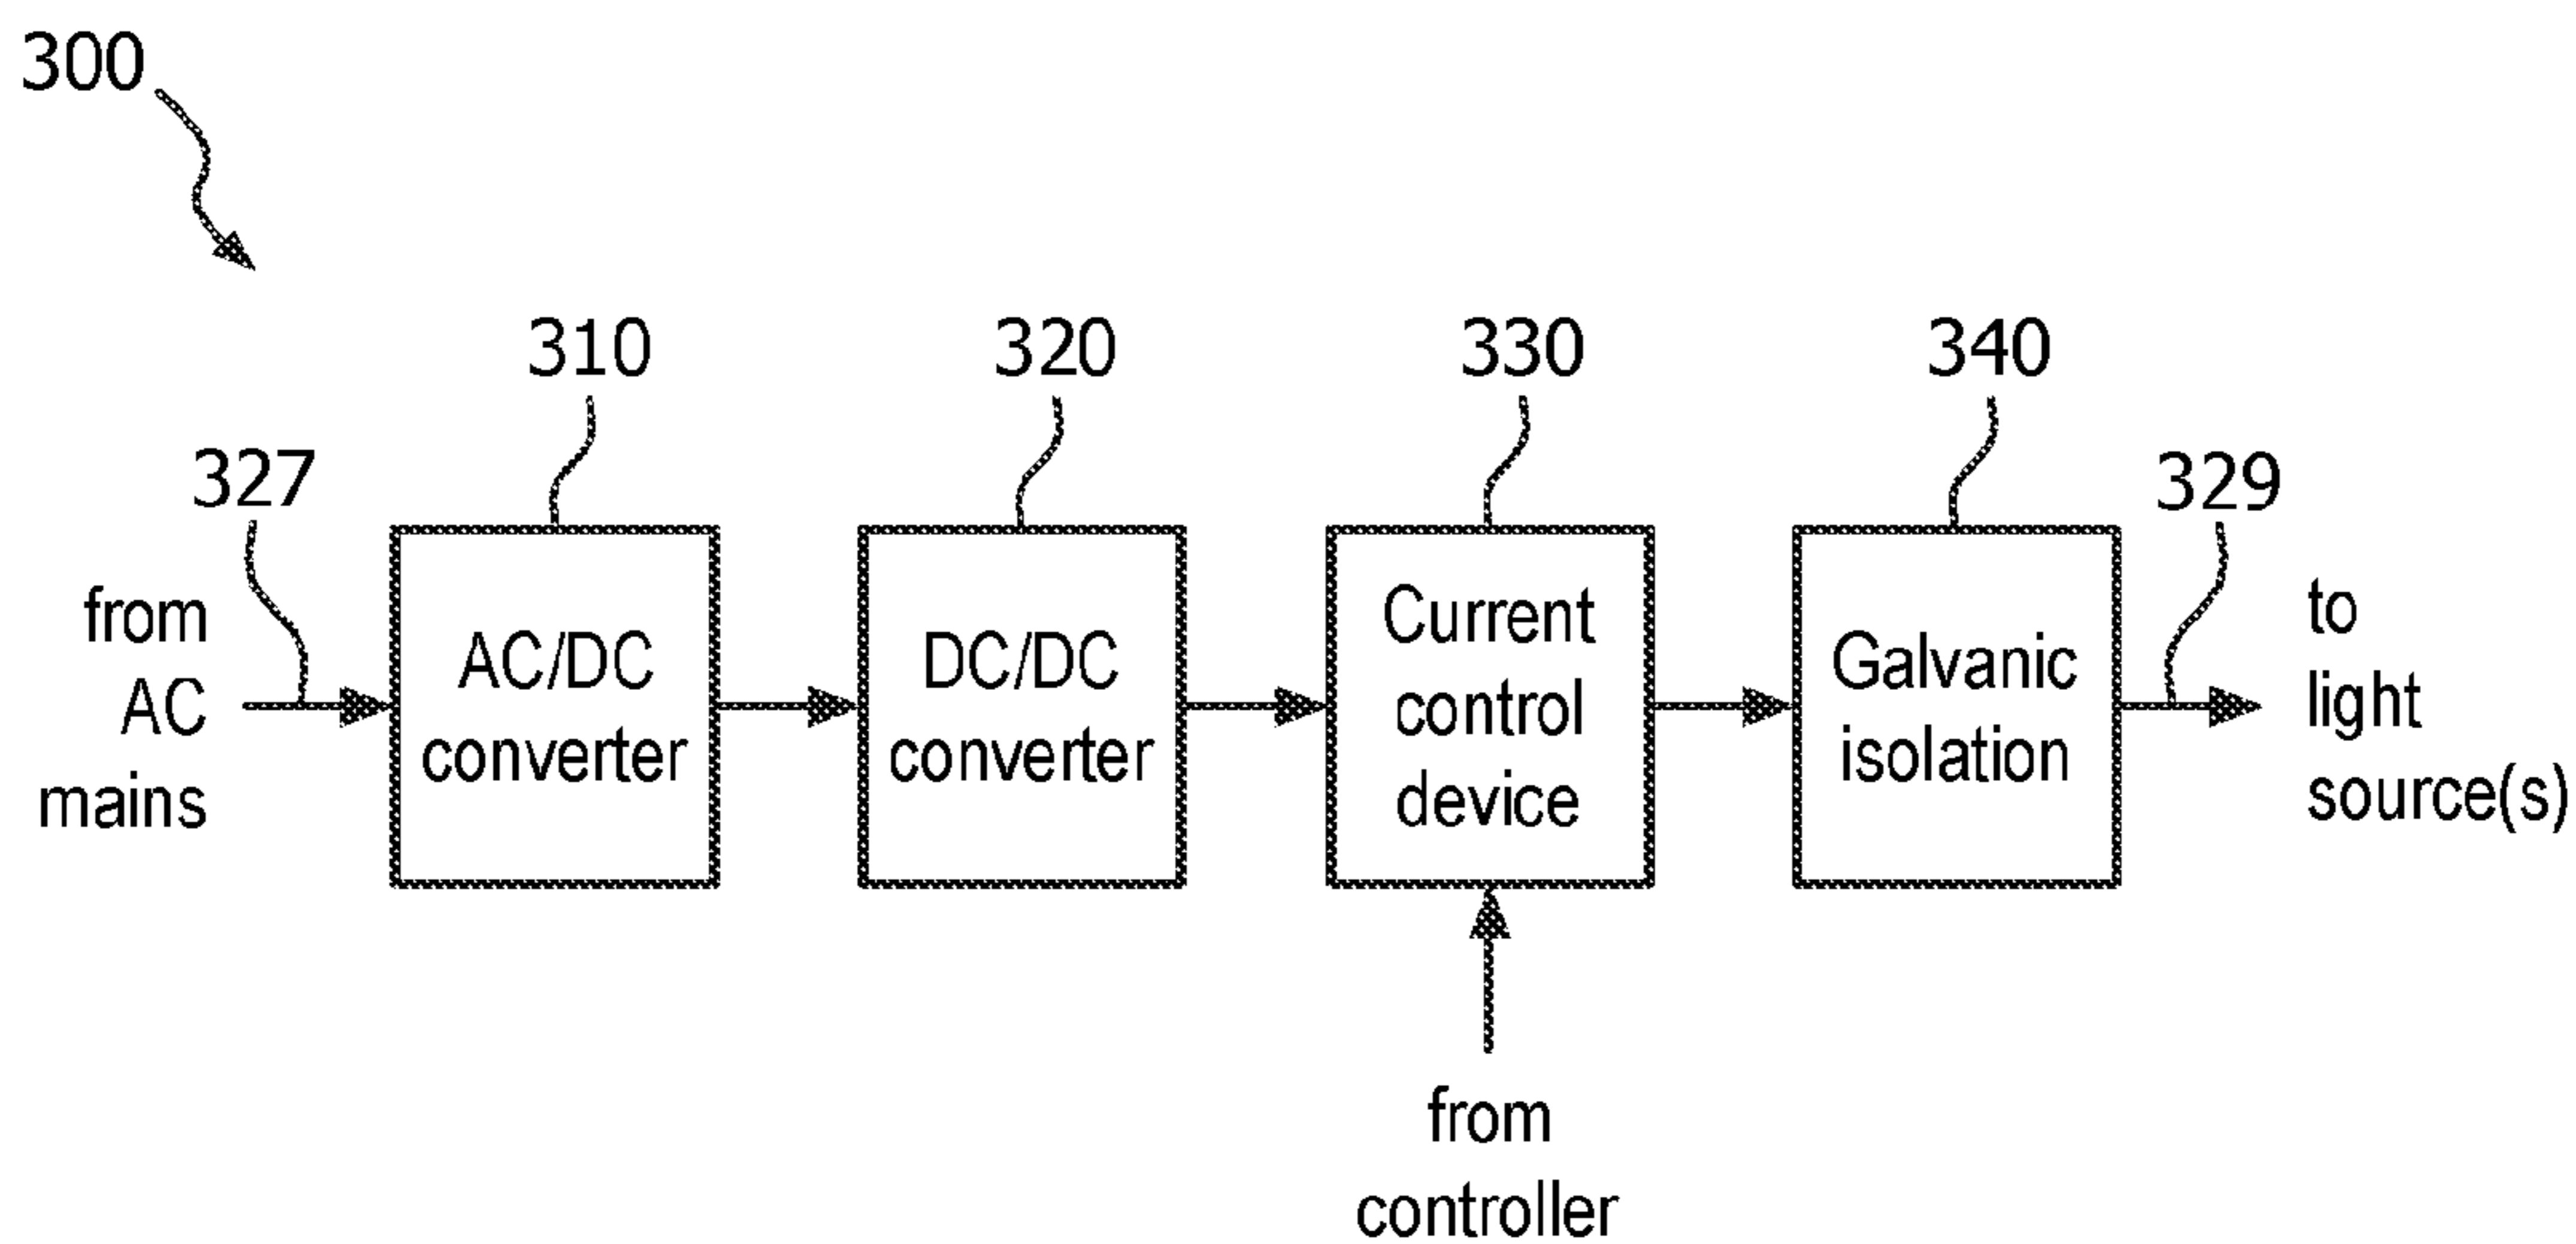 300
310
320
330
340
327
329
from
AC
mains
AC/DC
converter
DC/DC
converter
Current
control
device
Galvanic
isolation
to
light
source(s)
from
controller